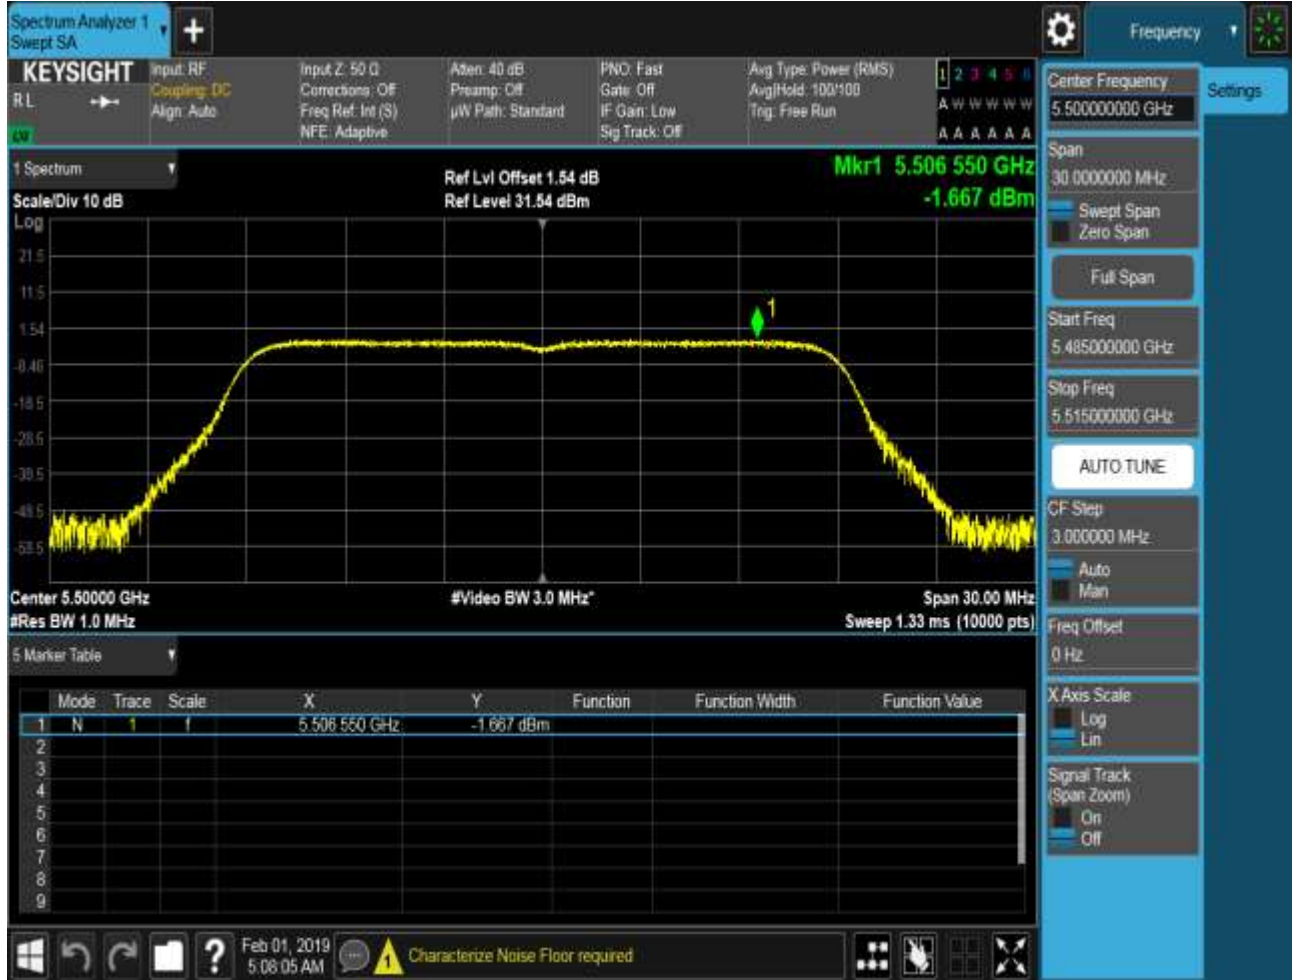 Spectrum Analyzer 1
Swept SA
+
Frequency
KEYSIGHT
RL
LXI
Input: RF
Coupling: DC
Align: Auto
Input Z: 50 Ω
Corrections: Off
Freq Ref: Int (S)
NFE: Adaptive
Atten: 40 dB
Preamp: Off
µW Path: Standard
PNO: Fast
Gate: Off
IF Gain: Low
Sig Track: Off
Avg Type: Power (RMS)
Avg|Hold: 100/100
Trig: Free Run
1 2 3 4 5 6
A W W W W W
A A A A A A
1 Spectrum
Scale/Div 10 dB
Ref Lvl Offset 1.54 dB
Ref Level 31.54 dBm
Mkr1 5.506 550 GHz
-1.667 dBm
Log
21.5
11.5
1.54
-8.46
-18.5
-28.5
-38.5
-48.5
-58.5
1
Center 5.50000 GHz
#Res BW 1.0 MHz
#Video BW 3.0 MHz*
Span 30.00 MHz
Sweep 1.33 ms (10000 pts)
5 Marker Table
Mode Trace Scale X Y Function Function Width Function Value
1 N 1 f 5.506 550 GHz -1.667 dBm
2
3
4
5
6
7
8
9
Center Frequency
5.500000000 GHz
Settings
Span
30.0000000 MHz
Swept Span
Zero Span
Full Span
Start Freq
5.485000000 GHz
Stop Freq
5.515000000 GHz
AUTO TUNE
CF Step
3.000000 MHz
Auto
Man
Freq Offset
0 Hz
X Axis Scale
Log
Lin
Signal Track
(Span Zoom)
On
Off
?
Feb 01, 2019
5:08:05 AM
1
Characterize Noise Floor required